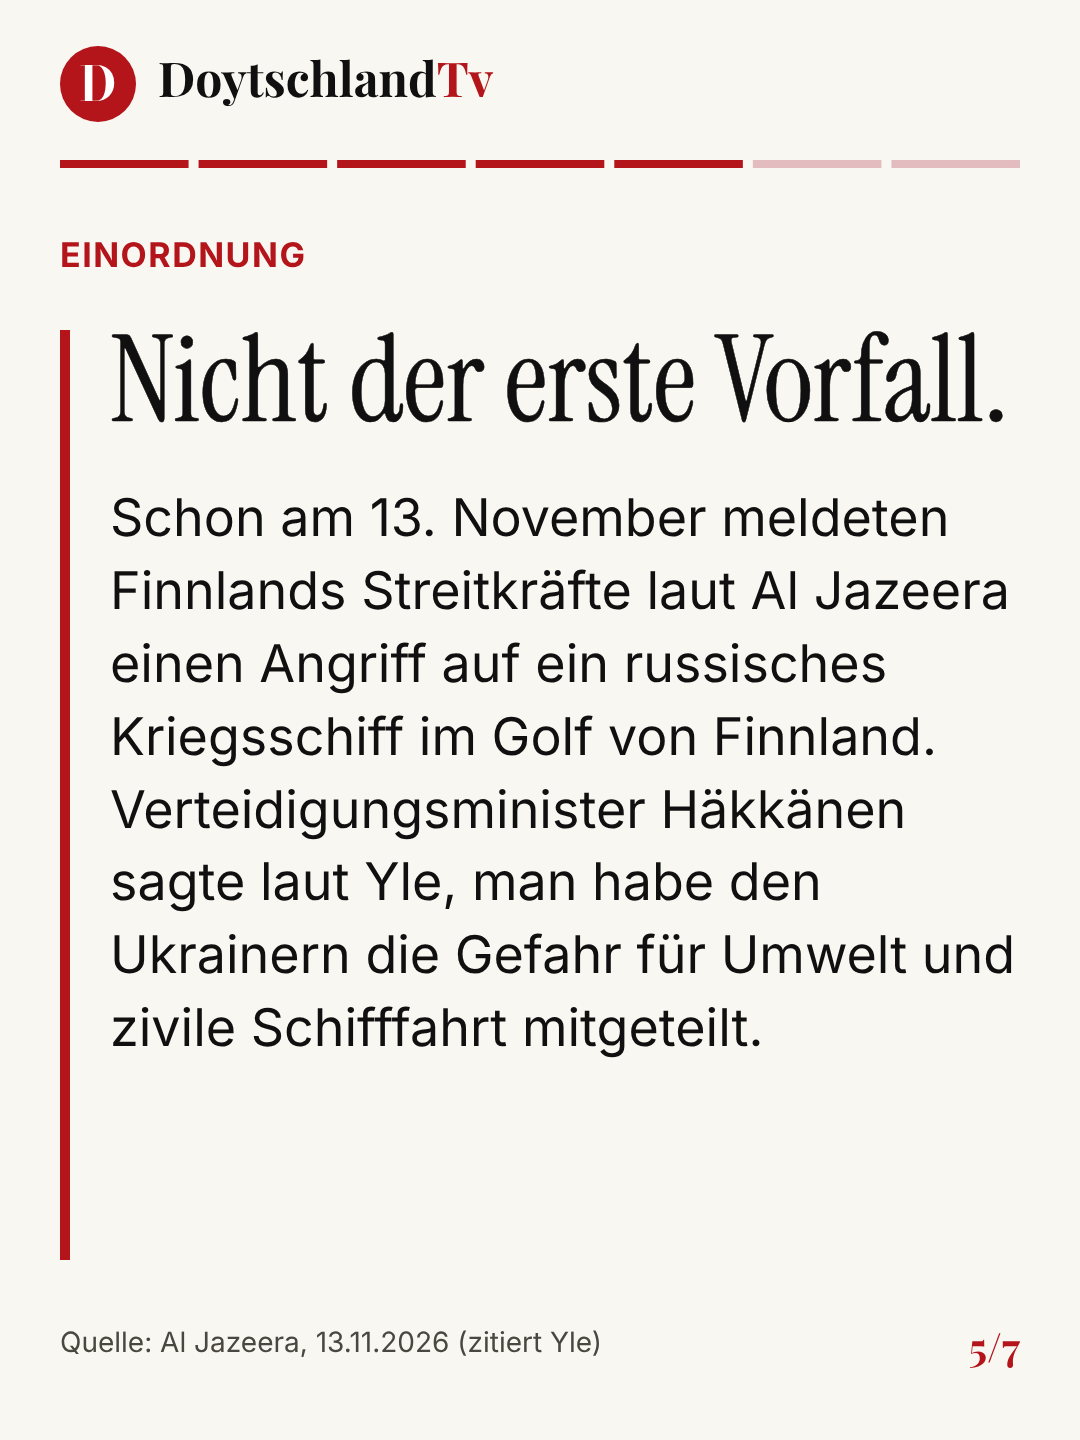 D DoytschlandTv
EINORDNUNG
Nicht der erste Vorfall.
Schon am 13. November meldeten
Finnlands Streitkräfte laut Al Jazeera
einen Angriff auf ein russisches
Kriegsschiff im Golf von Finnland.
Verteidigungsminister Häkkänen
sagte laut Yle, man habe den
Ukrainern die Gefahr für Umwelt und
zivile Schifffahrt mitgeteilt.
Quelle: Al Jazeera, 13.11.2026 (zitiert Yle)
5/7